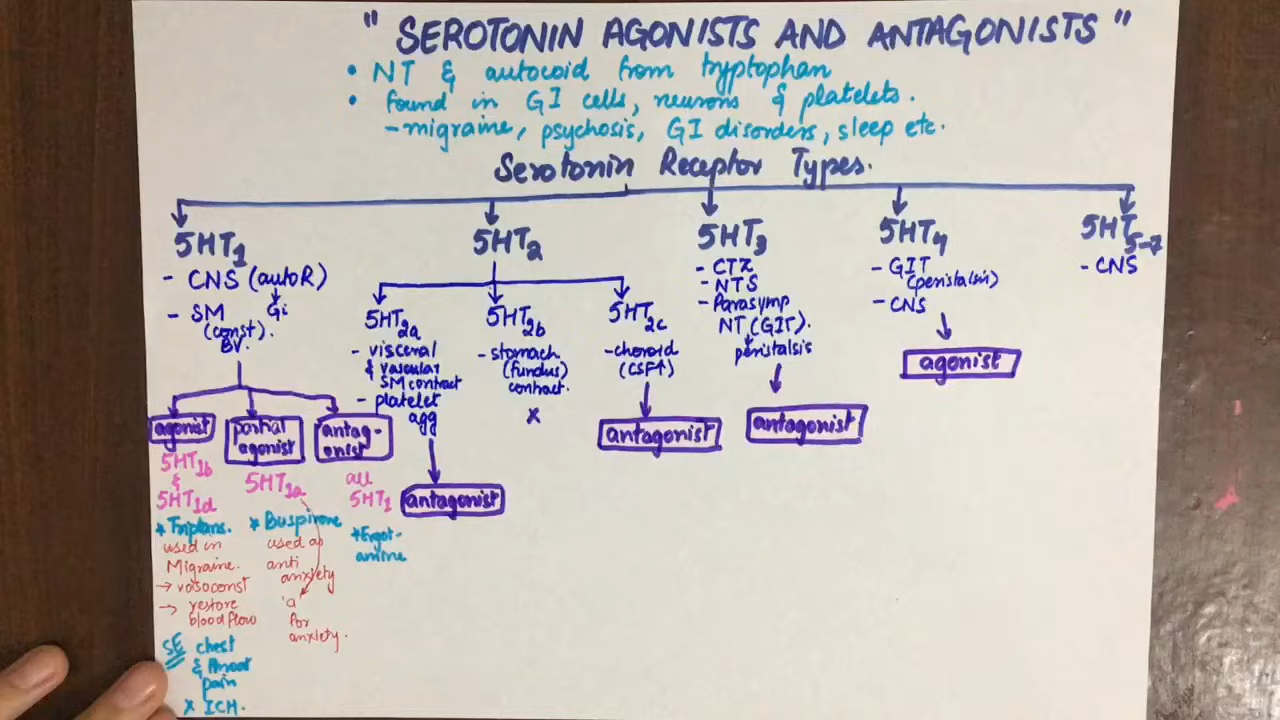 " SEROTONIN AGONISTS AND ANTAGONISTS "
• NT & autocoid from tryptophan
• found in GI cells, neurons & platelets.
-migraine, psychosis, GI disorders, sleep etc.
Serotonin Receptor Types.
5HT1
- CNS (autoR)
Gi
- SM
(const).
BV.
agonist
5HT1b
&
5HT1d
* Triptans.
used in
Migraine.
→ vasoconst
→ restore
blood flow
SE chest
& throat
pain
x ICH.
partial
agonist
5HT1a
* Buspirone
used as
anti
anxiety
'a'
for
anxiety.
antag-
onist
all
5HT1
* Ergot-
amine
5HT2
5HT2a
- visceral
& vascular
SM contract
- platelet
agg
antagonist
5HT2b
- stomach
(fundus)
contract.
x
5HT2c
- choroid
(CSF↑)
antagonist
5HT3
- CTZ
- NTS
- Parasymp
NT (GIT).
peristalsis
antagonist
5HT4
- GIT
(peristalsis)
- CNS
agonist
5HT5-7
- CNS